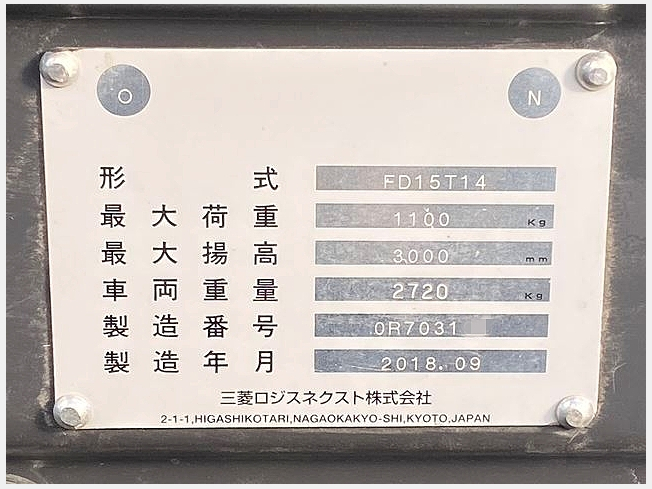 O N
形式 FD15T14
最大荷重 1100 Kg
最大揚高 3000 mm
車両重量 2720 Kg
製造番号 0R7031
製造年月 2018.09
三菱ロジスネクスト株式会社
2-1-1,HIGASHIKOTARI,NAGAOKAKYO-SHI,KYOTO,JAPAN